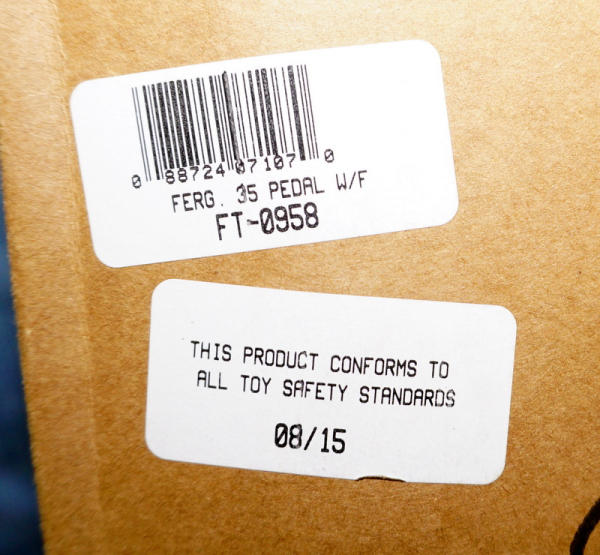 0 88724 07107 0
FERG. 35 PEDAL W/F
FT-0958
THIS PRODUCT CONFORMS TO
ALL TOY SAFETY STANDARDS
08/15